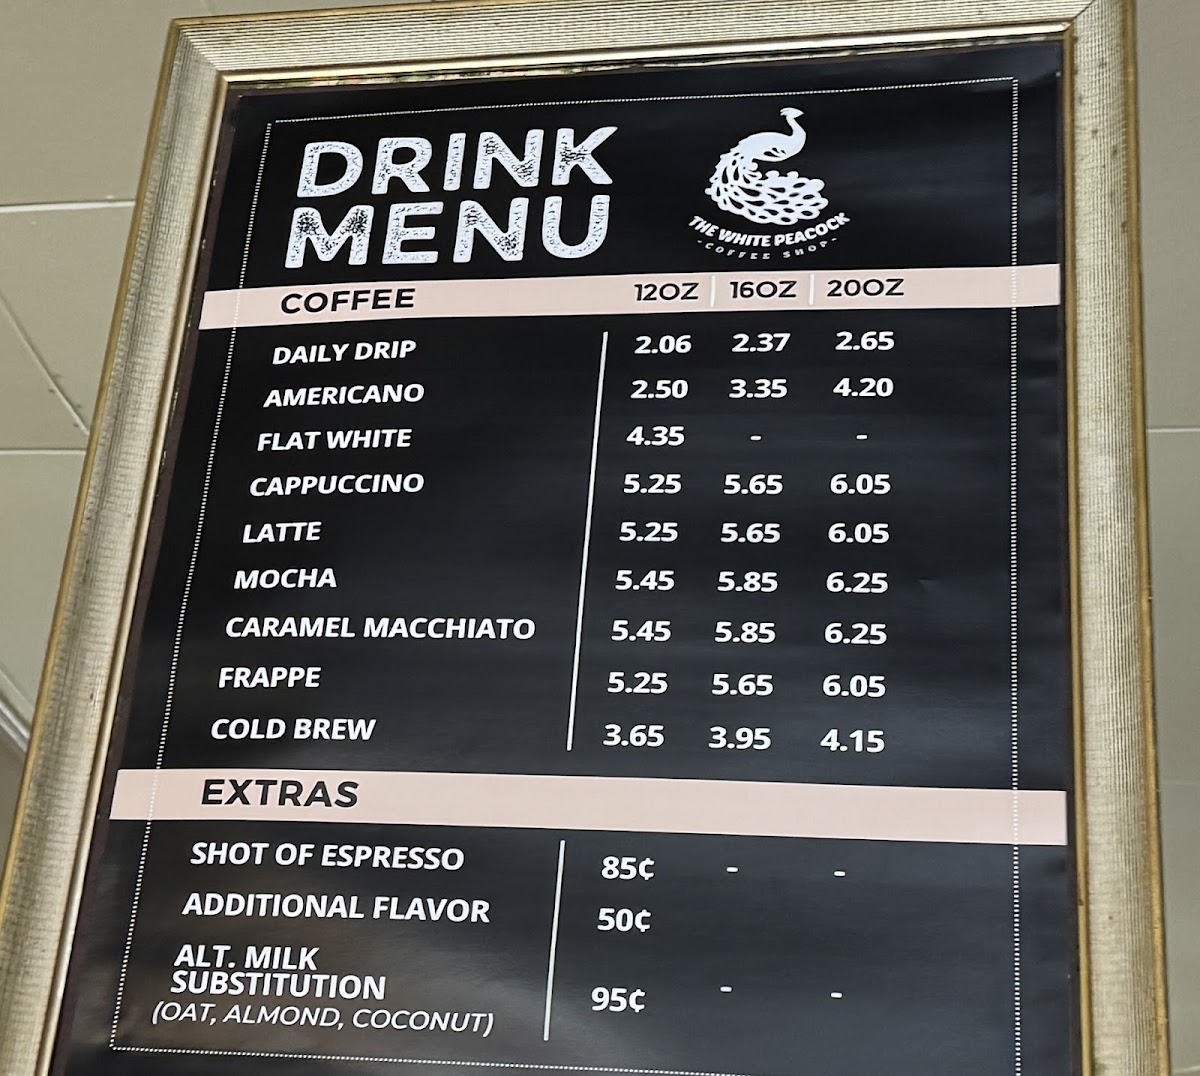 DRINK
MENU
THE WHITE PEACOCK
-COFFEE SHOP-
COFFEE 12OZ 16OZ 20OZ
DAILY DRIP 2.06 2.37 2.65
AMERICANO 2.50 3.35 4.20
FLAT WHITE 4.35 - -
CAPPUCCINO 5.25 5.65 6.05
LATTE 5.25 5.65 6.05
MOCHA 5.45 5.85 6.25
CARAMEL MACCHIATO 5.45 5.85 6.25
FRAPPE 5.25 5.65 6.05
COLD BREW 3.65 3.95 4.15
EXTRAS
SHOT OF ESPRESSO 85¢ - -
ADDITIONAL FLAVOR 50¢
ALT. MILK
SUBSTITUTION 95¢ - -
(OAT, ALMOND, COCONUT)